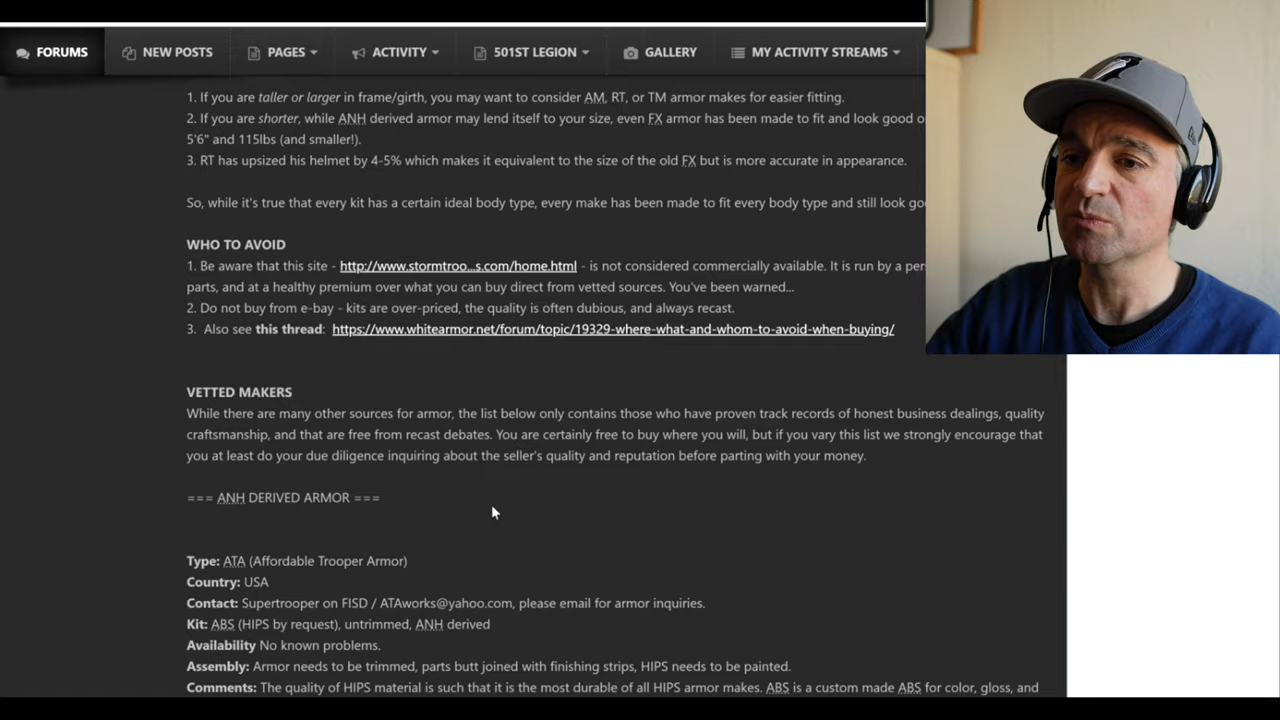 FORUMS NEW POSTS PAGES ACTIVITY 501ST LEGION GALLERY MY ACTIVITY STREAMS
1. If you are taller or larger in frame/girth, you may want to consider AM, RT, or TM armor makes for easier fitting.
2. If you are shorter, while ANH derived armor may lend itself to your size, even FX armor has been made to fit and look good o
5'6" and 115lbs (and smaller!).
3. RT has upsized his helmet by 4-5% which makes it equivalent to the size of the old FX but is more accurate in appearance.
So, while it's true that every kit has a certain ideal body type, every make has been made to fit every body type and still look goo
WHO TO AVOID
1. Be aware that this site - http://www.stormtroo...s.com/home.html - is not considered commercially available. It is run by a per
parts, and at a healthy premium over what you can buy direct from vetted sources. You've been warned...
2. Do not buy from e-bay - kits are over-priced, the quality is often dubious, and always recast.
3. Also see this thread: https://www.whitearmor.net/forum/topic/19329-where-what-and-whom-to-avoid-when-buying/
VETTED MAKERS
While there are many other sources for armor, the list below only contains those who have proven track records of honest business dealings, quality
craftsmanship, and that are free from recast debates. You are certainly free to buy where you will, but if you vary this list we strongly encourage that
you at least do your due diligence inquiring about the seller's quality and reputation before parting with your money.
=== ANH DERIVED ARMOR ===
Type: ATA (Affordable Trooper Armor)
Country: USA
Contact: Supertrooper on FISD / ATAworks@yahoo.com, please email for armor inquiries.
Kit: ABS (HIPS by request), untrimmed, ANH derived
Availability No known problems.
Assembly: Armor needs to be trimmed, parts butt joined with finishing strips, HIPS needs to be painted.
Comments: The quality of HIPS material is such that it is the most durable of all HIPS armor makes. ABS is a custom made ABS for color, gloss, and